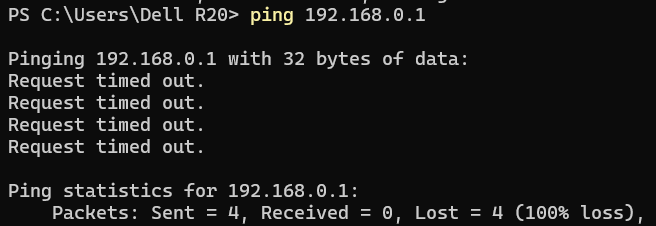 PS C:\Users\Dell R20> ping 192.168.0.1
Pinging 192.168.0.1 with 32 bytes of data:
Request timed out.
Request timed out.
Request timed out.
Request timed out.
Ping statistics for 192.168.0.1:
Packets: Sent = 4, Received = 0, Lost = 4 (100% loss),